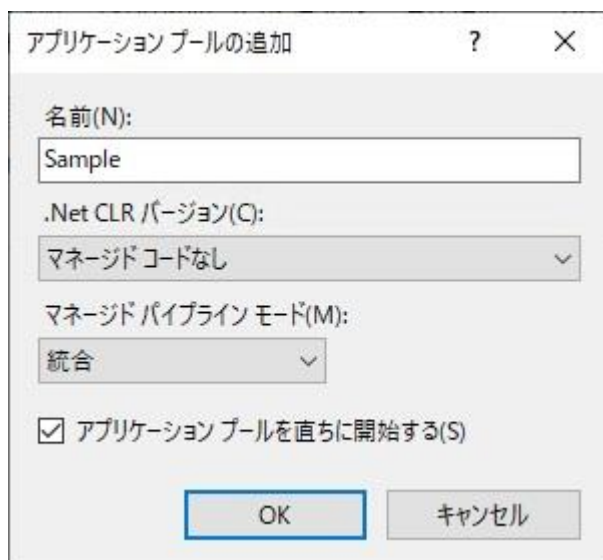 アプリケーション プールの追加 ?
名前(N):
Sample
.Net CLR バージョン(C):
マネージド コードなし
マネージド パイプライン モード(M):
統合
アプリケーション プールを直ちに開始する(S)
OK キャンセル